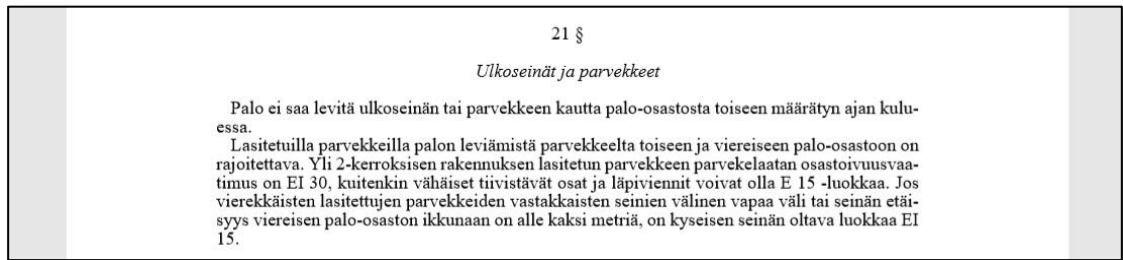 21 §
Ulkoseinät ja parvekkeet
Palo ei saa levitä ulkoseinän tai parvekkeen kautta palo-osastosta toiseen määrätyn ajan kulu-
essa.
Lasitetuilla parvekkeilla palon leviämistä parvekkeelta toiseen ja viereiseen palo-osastoon on
rajoitettava. Yli 2-kerroksisen rakennuksen lasitetun parvekkeen parvekelaatan osastoivuusvaa-
timus on EI 30, kuitenkin vähäiset tiivistävät osat ja läpiviennit voivat olla E 15 -luokkaa. Jos
vierekkäisten lasitettujen parvekkeiden vastakkaisten seinien välinen vapaa väli tai seinän etäi-
syys viereisen palo-osaston ikkunaan on alle kaksi metriä, on kyseisen seinän oltava luokkaa EI
15.